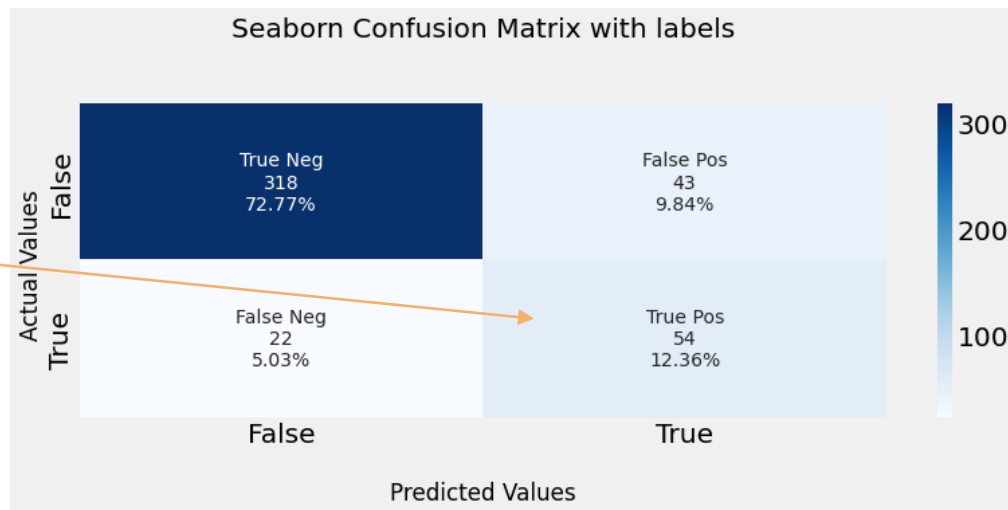 Seaborn Confusion Matrix with labels
Actual Values
False
True
True Neg
318
72.77%
False Pos
43
9.84%
False Neg
22
5.03%
True Pos
54
12.36%
False
True
Predicted Values
300
200
100